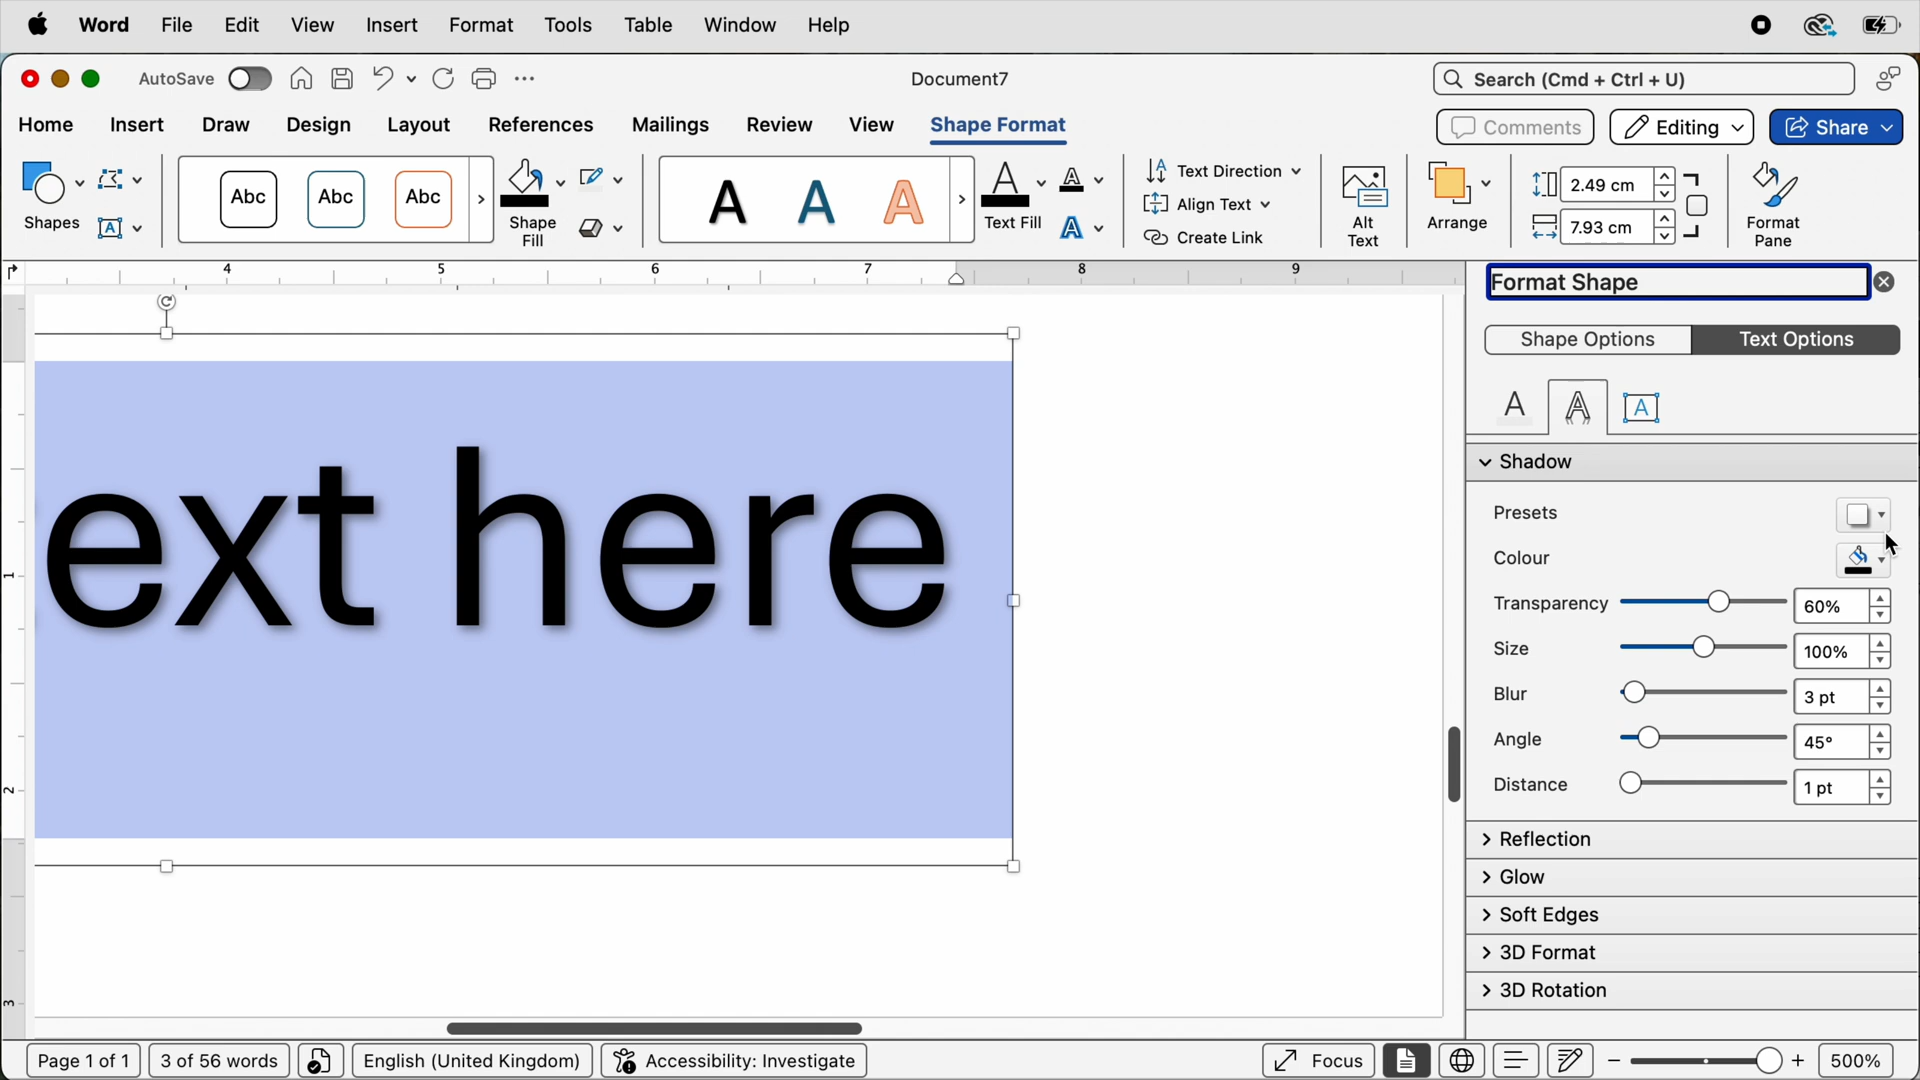 Word File Edit View Insert Format Tools Table Window Help
AutoSave Document7 Search (Cmd + Ctrl + U)
Home Insert Draw Design Layout References Mailings Review View Shape Format Comments Editing Share
Shapes
Abc Abc Abc
Shape
Fill
A A A
Text Fill
Text Direction
Align Text
Create Link
Alt
Text
Arrange
2.49 cm
7.93 cm
Format
Pane
4 5 6 7 8 9
1
2
3
ext here
Format Shape
Shape Options Text Options
A A A
Shadow
Presets
Colour
Transparency 60%
Size 100%
Blur 3 pt
Angle 45°
Distance 1 pt
Reflection
Glow
Soft Edges
3D Format
3D Rotation
Page 1 of 1 3 of 56 words English (United Kingdom) Accessibility: Investigate Focus 500%